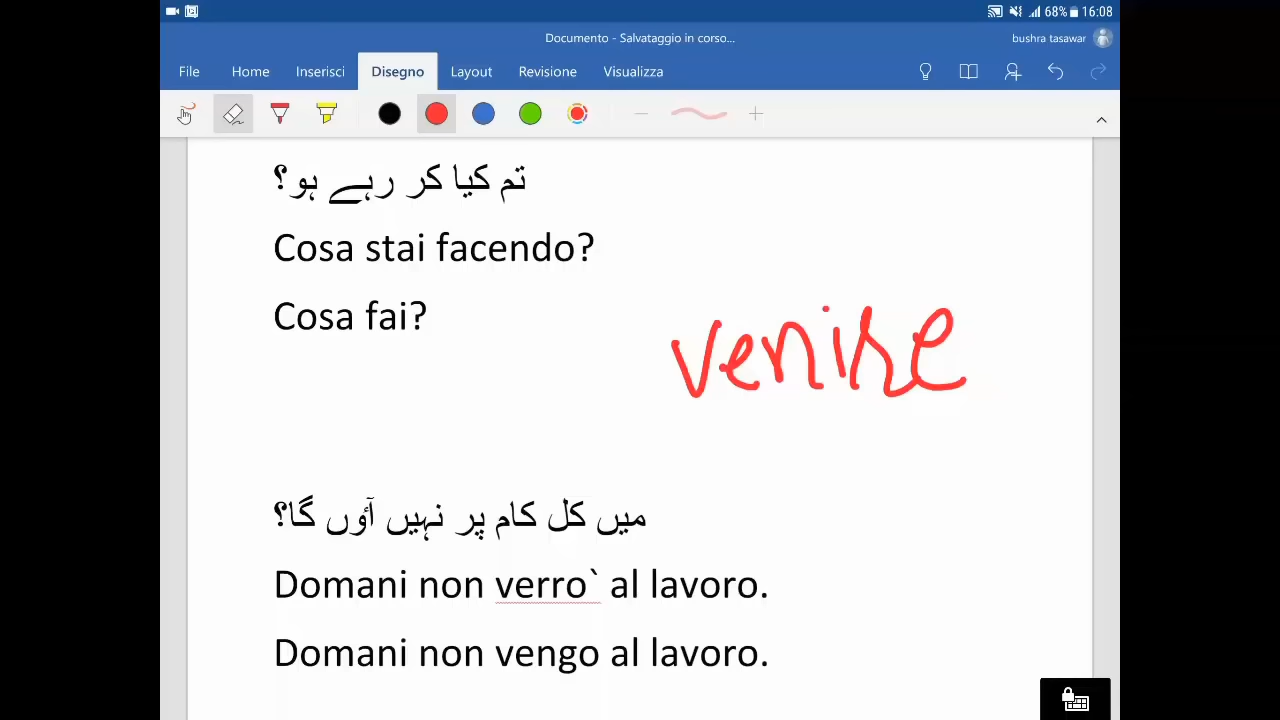 68% 16:08
Documento - Salvataggio in corso...
bushra tasawar
File Home Inserisci Disegno Layout Revisione Visualizza
تم کیا کر رہے ہو؟
Cosa stai facendo?
Cosa fai?
venire
میں کل کام پر نہیں آؤں گا؟
Domani non verro` al lavoro.
Domani non vengo al lavoro.